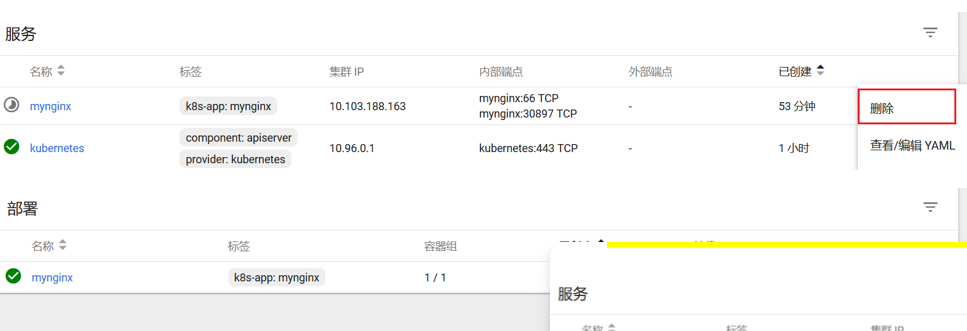 服务
名称 标签 集群 IP 内部端点 外部端点 已创建
mynginx k8s-app: mynginx 10.103.188.163 mynginx:66 TCP - 53 分钟 删除
mynginx:30897 TCP
kubernetes component: apiserver 10.96.0.1 kubernetes:443 TCP - 1 小时 查看/编辑 YAML
provider: kubernetes
部署
名称 标签 容器组
mynginx k8s-app: mynginx 1 / 1
服务
名称 标签 集群 IP